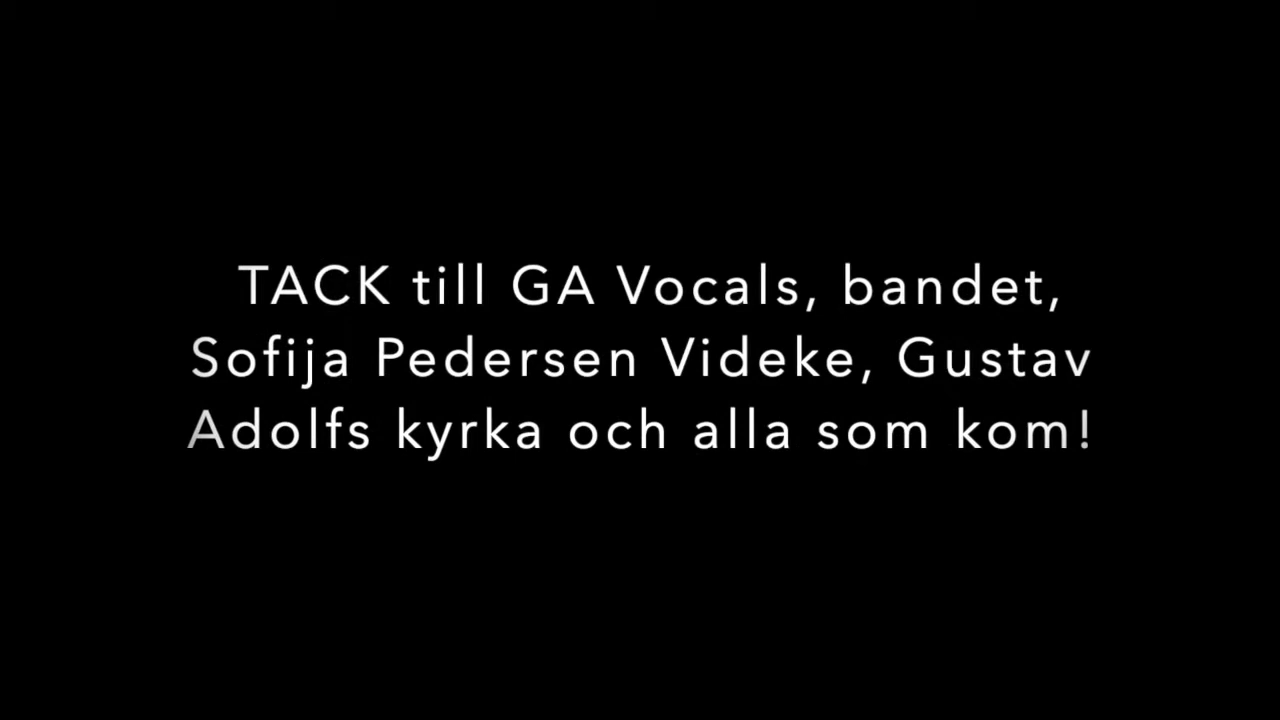 TACK till GA Vocals, bandet,
Sofija Pedersen Videke, Gustav
Adolfs kyrka och alla som kom!